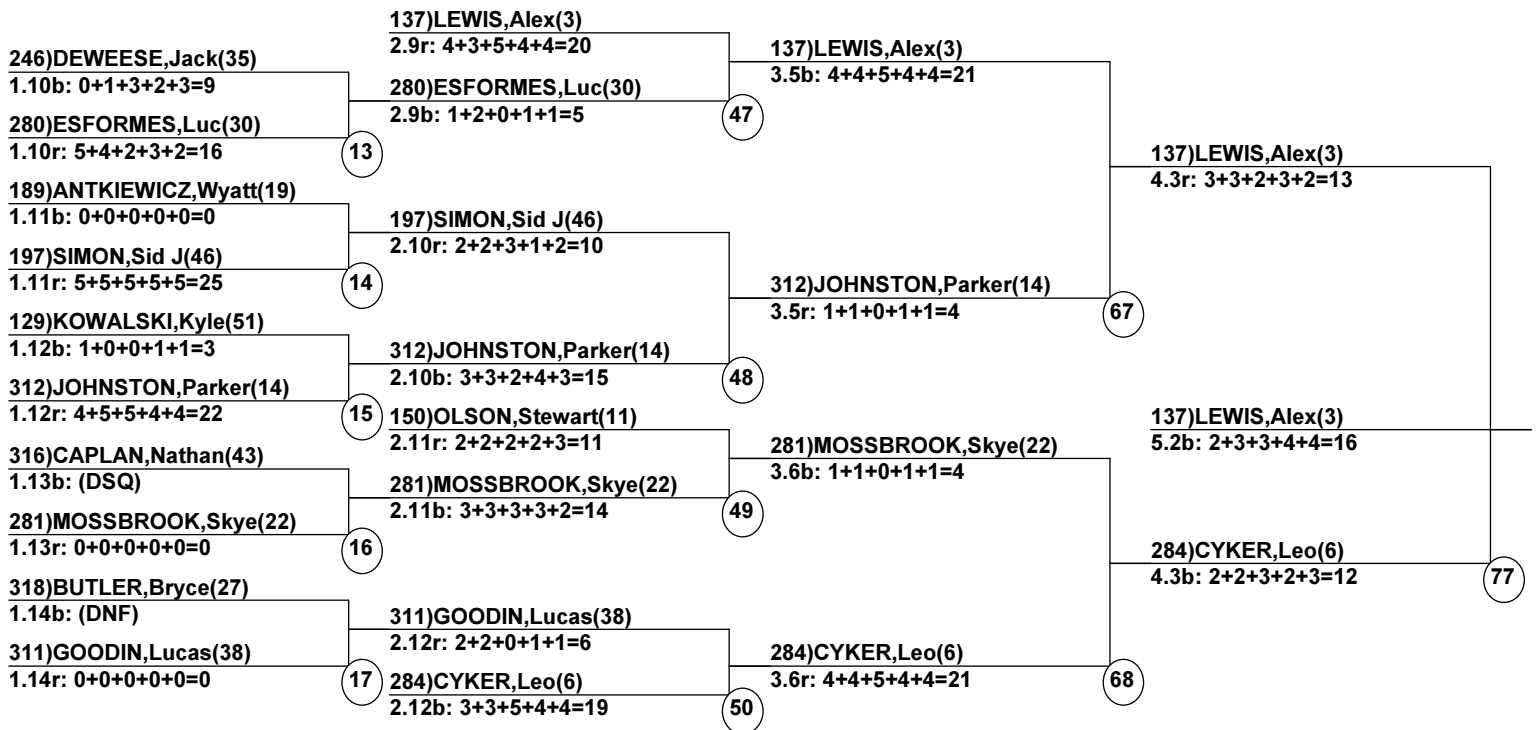 246)DEWEESE,Jack(35)
1.10b: 0+1+3+2+3=9
280)ESFORMES,Luc(30)
1.10r: 5+4+2+3+2=16
13
189)ANTKIEWICZ,Wyatt(19)
1.11b: 0+0+0+0+0=0
197)SIMON,Sid J(46)
1.11r: 5+5+5+5+5=25
14
129)KOWALSKI,Kyle(51)
1.12b: 1+0+0+1+1=3
312)JOHNSTON,Parker(14)
1.12r: 4+5+5+4+4=22
15
316)CAPLAN,Nathan(43)
1.13b: (DSQ)
281)MOSSBROOK,Skye(22)
1.13r: 0+0+0+0+0=0
16
318)BUTLER,Bryce(27)
1.14b: (DNF)
311)GOODIN,Lucas(38)
1.14r: 0+0+0+0+0=0
17
137)LEWIS,Alex(3)
2.9r: 4+3+5+4+4=20
280)ESFORMES,Luc(30)
2.9b: 1+2+0+1+1=5
47
197)SIMON,Sid J(46)
2.10r: 2+2+3+1+2=10
312)JOHNSTON,Parker(14)
2.10b: 3+3+2+4+3=15
48
150)OLSON,Stewart(11)
2.11r: 2+2+2+2+3=11
281)MOSSBROOK,Skye(22)
2.11b: 3+3+3+3+2=14
49
311)GOODIN,Lucas(38)
2.12r: 2+2+0+1+1=6
284)CYKER,Leo(6)
2.12b: 3+3+5+4+4=19
50
137)LEWIS,Alex(3)
3.5b: 4+4+5+4+4=21
312)JOHNSTON,Parker(14)
3.5r: 1+1+0+1+1=4
67
281)MOSSBROOK,Skye(22)
3.6b: 1+1+0+1+1=4
284)CYKER,Leo(6)
3.6r: 4+4+5+4+4=21
68
137)LEWIS,Alex(3)
4.3r: 3+3+2+3+2=13
284)CYKER,Leo(6)
4.3b: 2+2+3+2+3=12
77
137)LEWIS,Alex(3)
5.2b: 2+3+3+4+4=16